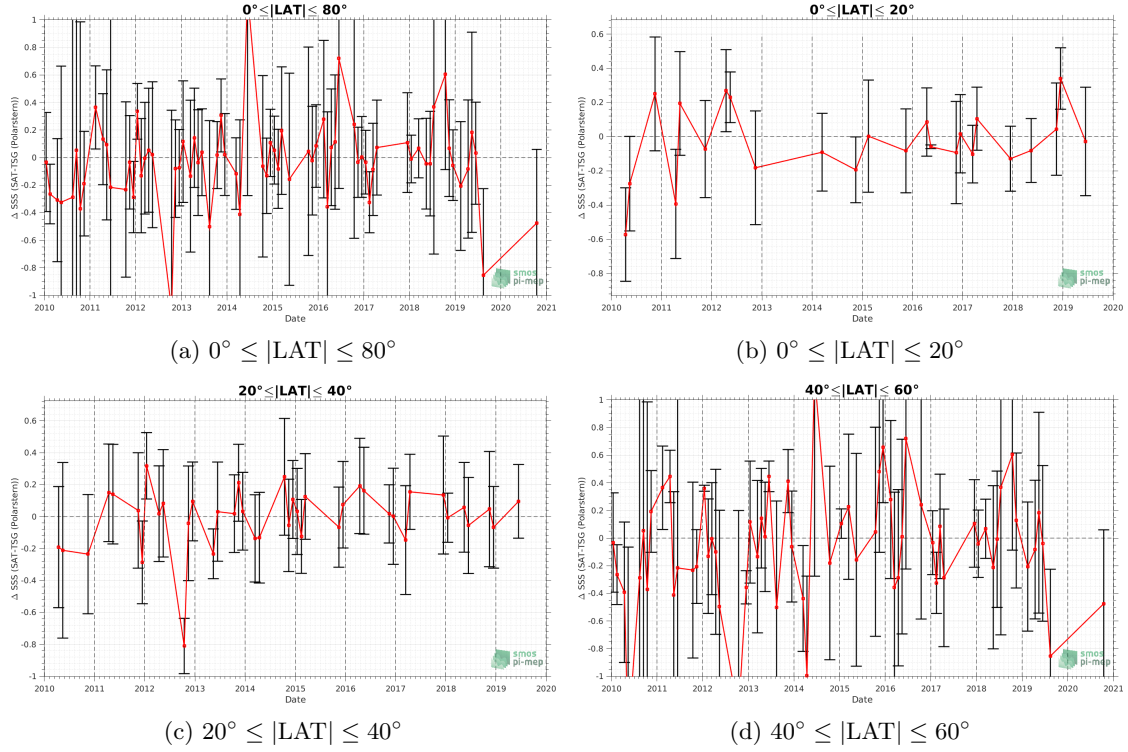 0°≤|LAT|≤ 80°
Δ SSS (SAT-TSG (Polarstern))
1
0.8
0.6
0.4
0.2
0
-0.2
-0.4
-0.6
-0.8
-1
2010 2011 2012 2013 2014 2015 2016 2017 2018 2019 2020 2021
Date
smos
pi-mep
(a) 0° ≤ |LAT| ≤ 80°
0°≤|LAT|≤ 20°
Δ SSS (SAT-TSG (Polarstern))
0.6
0.4
0.2
0
-0.2
-0.4
-0.6
-0.8
2010 2011 2012 2013 2014 2015 2016 2017 2018 2019 2020
Date
smos
pi-mep
(b) 0° ≤ |LAT| ≤ 20°
20°≤|LAT|≤ 40°
Δ SSS (SAT-TSG (Polarstern))
0.6
0.4
0.2
0
-0.2
-0.4
-0.6
-0.8
-1
2010 2011 2012 2013 2014 2015 2016 2017 2018 2019 2020
Date
smos
pi-mep
(c) 20° ≤ |LAT| ≤ 40°
40°≤|LAT|≤ 60°
Δ SSS (SAT-TSG (Polarstern))
1
0.8
0.6
0.4
0.2
0
-0.2
-0.4
-0.6
-0.8
-1
2010 2011 2012 2013 2014 2015 2016 2017 2018 2019 2020 2021
Date
smos
pi-mep
(d) 40° ≤ |LAT| ≤ 60°